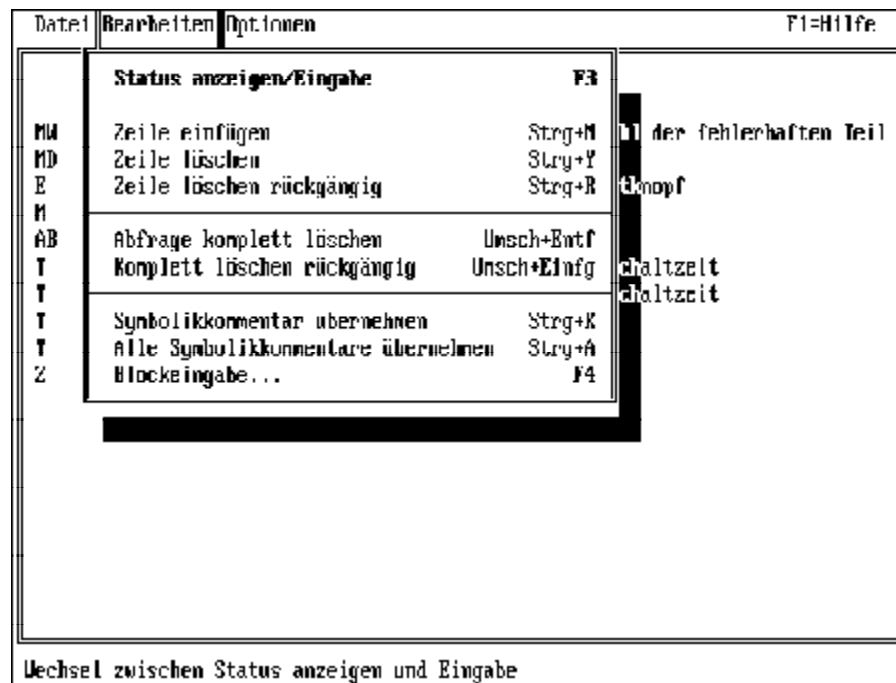 Datei Bearbeiten Optionen F1=Hilfe
Status anzeigen/Eingabe F3
MW Zeile einfügen Strg+N hl der fehlerhaften Teil
MD Zeile löschen Strg+Y
E Zeile löschen rückgängig Strg+R tknopf
M
AB Abfrage komplett löschen Umsch+Entf
T Komplett löschen rückgängig Umsch+Einfg chaltzeit
T chaltzeit
T Symbolikkommentar übernehmen Strg+K
T Alle Symbolikkommentare übernehmen Strg+A
Z Blockeingabe... F4
Wechsel zwischen Status anzeigen und Eingabe